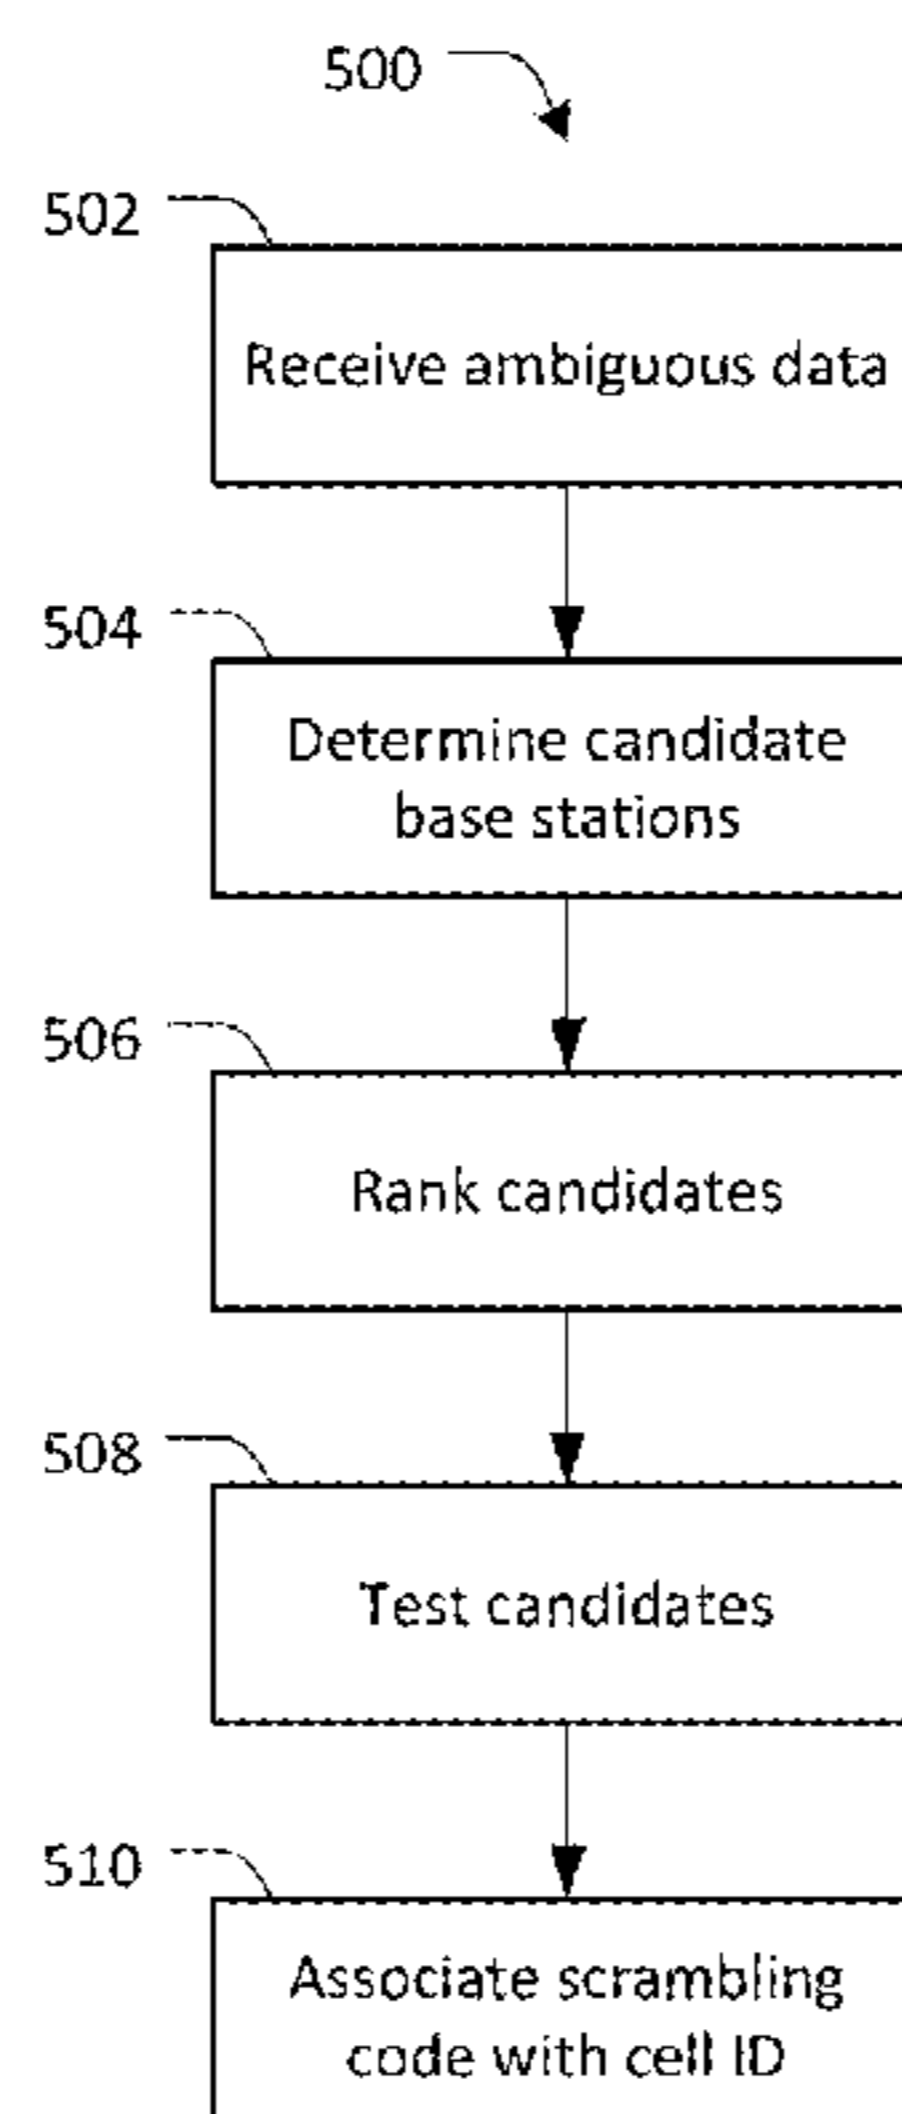 500
502
Receive ambiguous data
504
Determine candidate
base stations
506
Rank candidates
508
Test candidates
510
Associate scrambling
code with cell ID